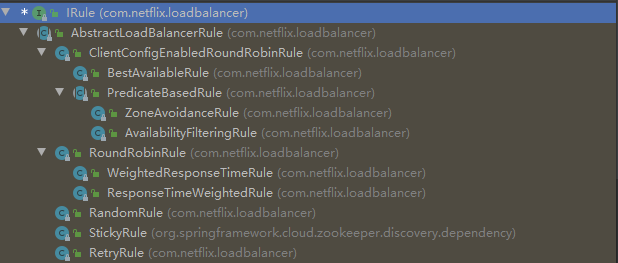 * IRule (com.netflix.loadbalancer)
AbstractLoadBalancerRule (com.netflix.loadbalancer)
ClientConfigEnabledRoundRobinRule (com.netflix.loadbalancer)
BestAvailableRule (com.netflix.loadbalancer)
PredicateBasedRule (com.netflix.loadbalancer)
ZoneAvoidanceRule (com.netflix.loadbalancer)
AvailabilityFilteringRule (com.netflix.loadbalancer)
RoundRobinRule (com.netflix.loadbalancer)
WeightedResponseTimeRule (com.netflix.loadbalancer)
ResponseTimeWeightedRule (com.netflix.loadbalancer)
RandomRule (com.netflix.loadbalancer)
StickyRule (org.springframework.cloud.zookeeper.discovery.dependency)
RetryRule (com.netflix.loadbalancer)